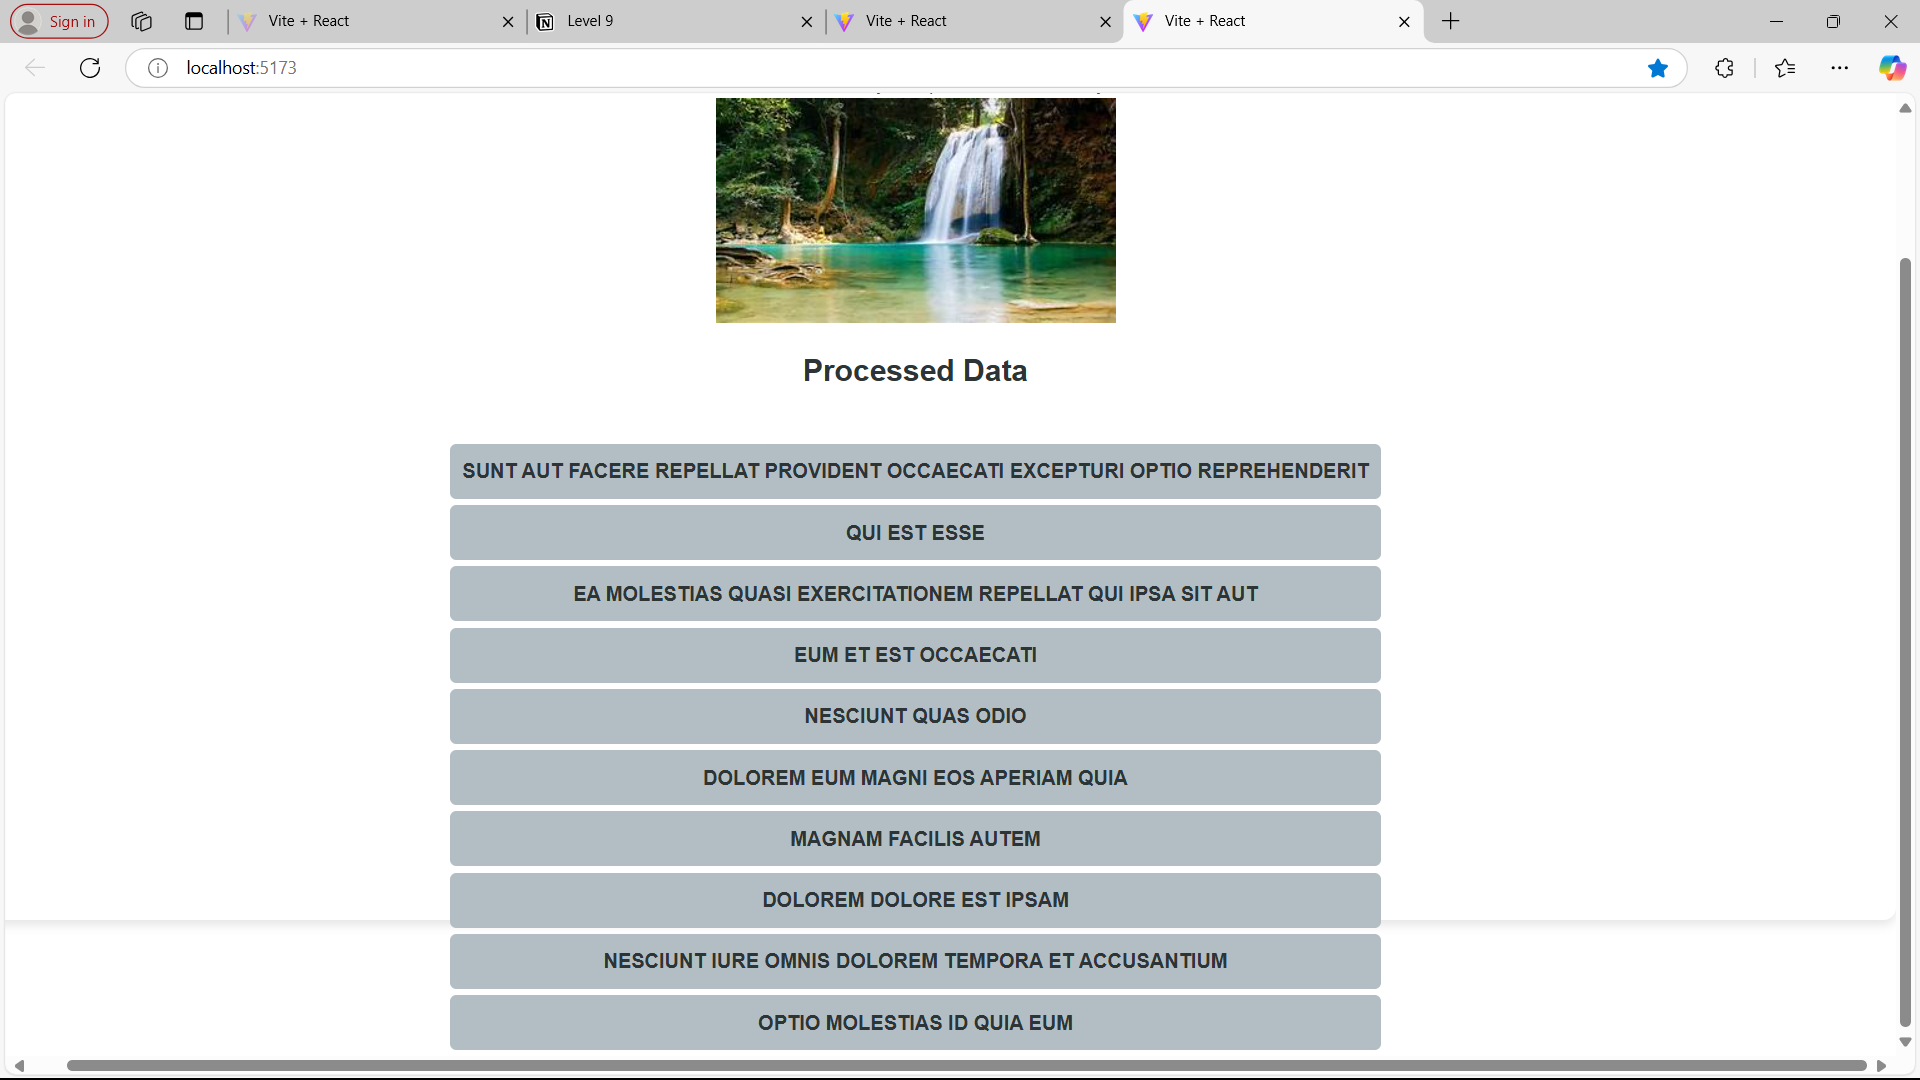 Sign in
Vite + React
Level 9
Vite + React
Vite + React
localhost:5173
Processed Data
SUNT AUT FACERE REPELLAT PROVIDENT OCCAECATI EXCEPTURI OPTIO REPREHENDERIT
QUI EST ESSE
EA MOLESTIAS QUASI EXERCITATIONEM REPELLAT QUI IPSA SIT AUT
EUM ET EST OCCAECATI
NESCIUNT QUAS ODIO
DOLOREM EUM MAGNI EOS APERIAM QUIA
MAGNAM FACILIS AUTEM
DOLOREM DOLORE EST IPSAM
NESCIUNT IURE OMNIS DOLOREM TEMPORA ET ACCUSANTIUM
OPTIO MOLESTIAS ID QUIA EUM